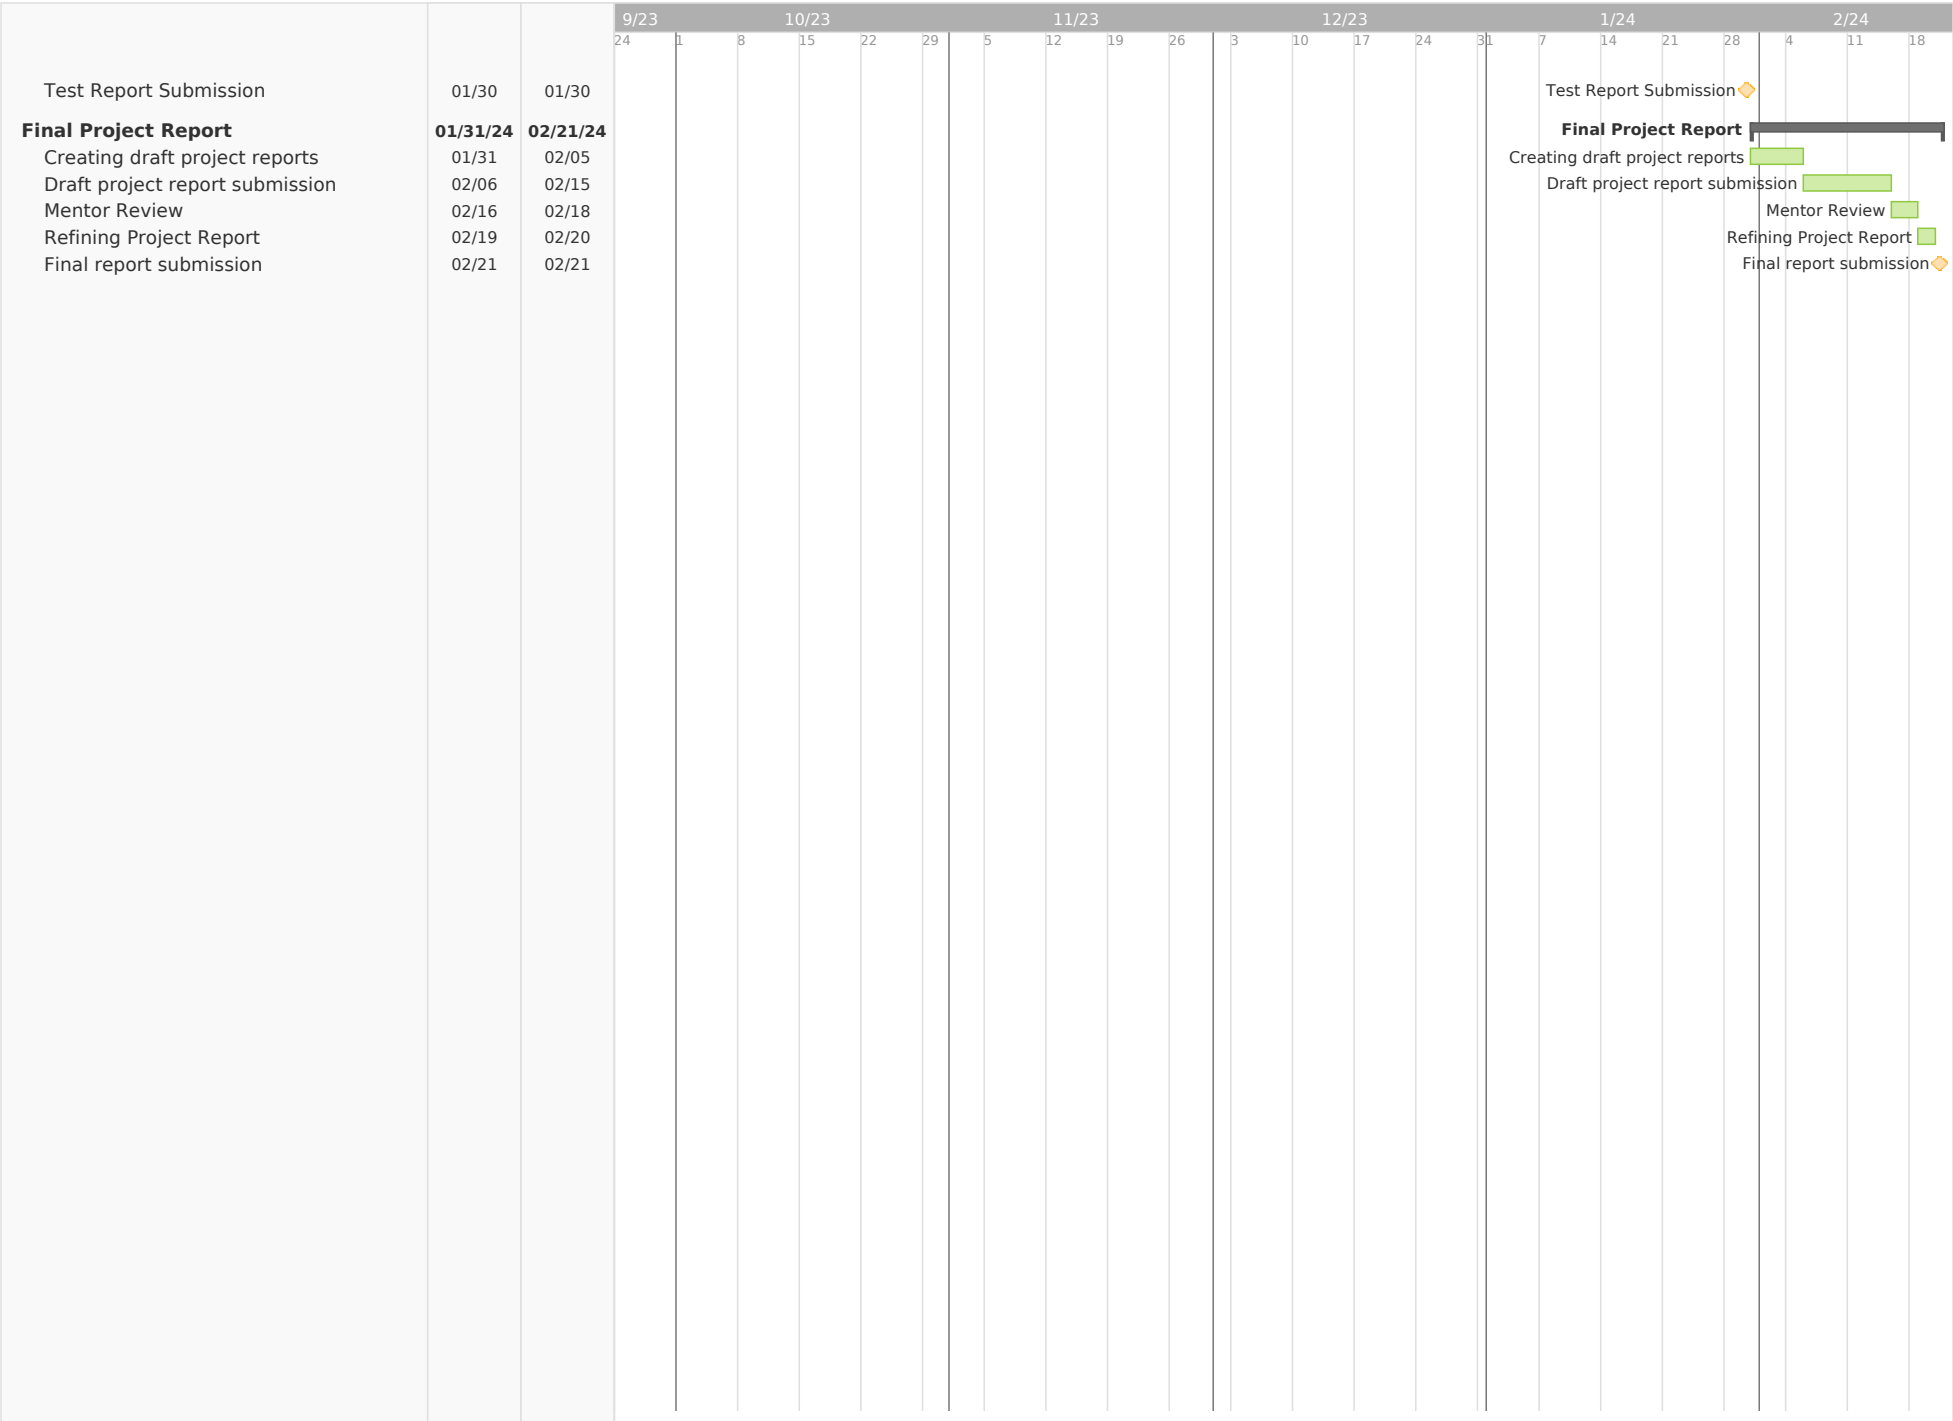 9/23 10/23 11/23 12/23 1/24 2/24
24 1 8 15 22 29 5 12 19 26 3 10 17 24 31 7 14 21 28 4 11 18
Test Report Submission 01/30 01/30 Test Report Submission
Final Project Report 01/31/24 02/21/24 Final Project Report
Creating draft project reports 01/31 02/05 Creating draft project reports
Draft project report submission 02/06 02/15 Draft project report submission
Mentor Review 02/16 02/18 Mentor Review
Refining Project Report 02/19 02/20 Refining Project Report
Final report submission 02/21 02/21 Final report submission